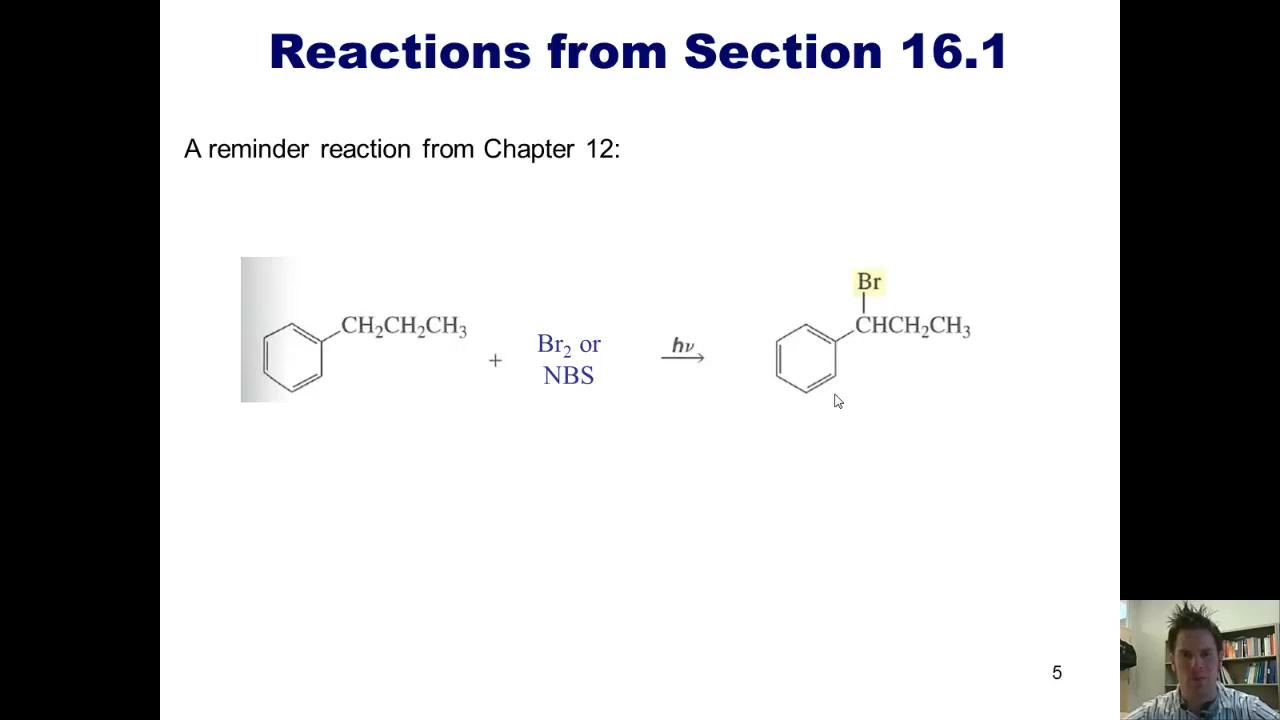 Reactions from Section 16.1
A reminder reaction from Chapter 12:
Br
CH₂CH₂CH₃
CHCH₂CH₃
+
Br₂ or
NBS
hν
5